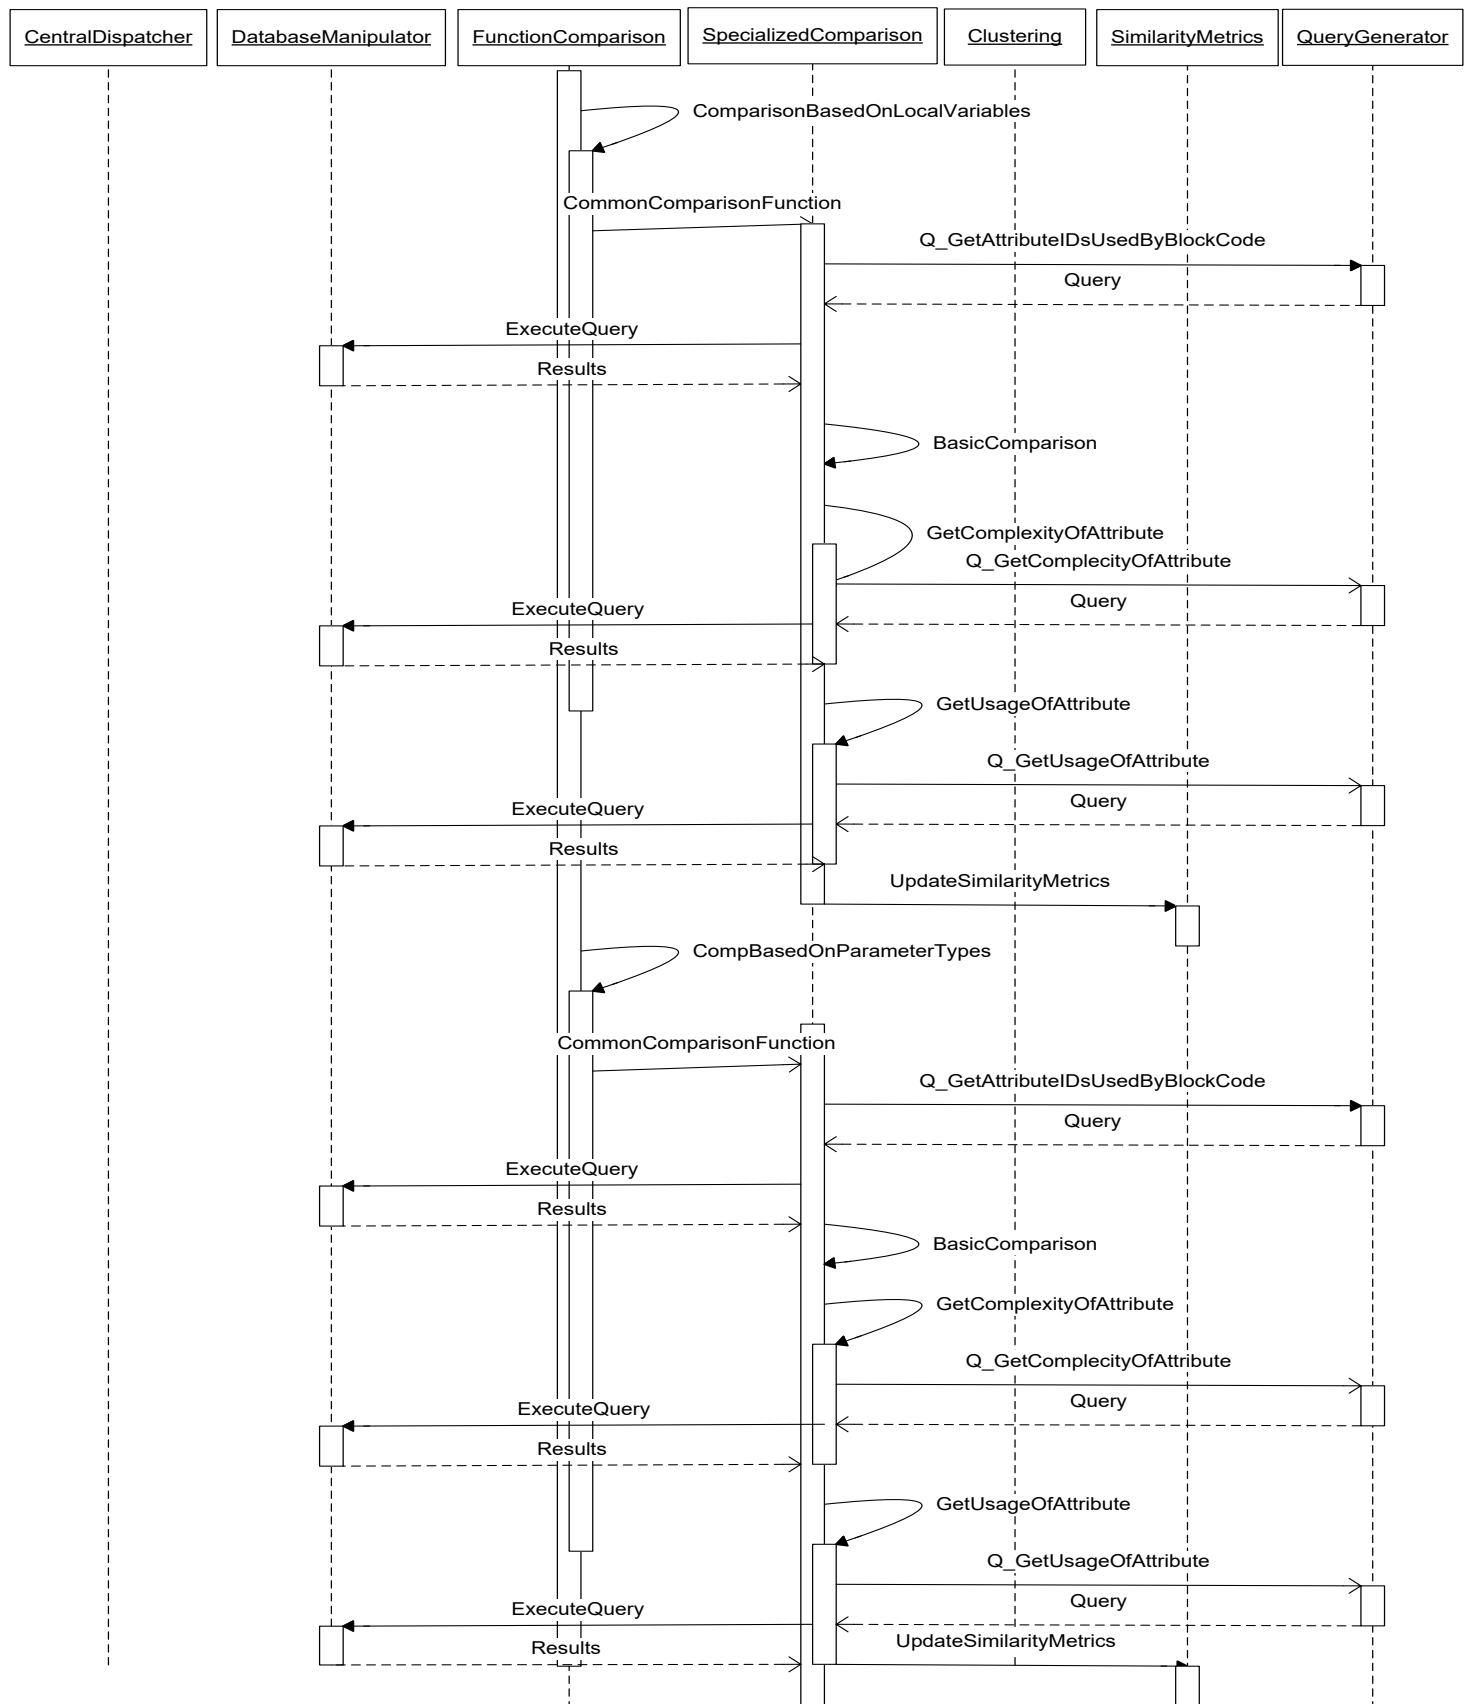 CentralDispatcher
DatabaseManipulator
FunctionComparison
SpecializedComparison
Clustering
SimilarityMetrics
QueryGenerator
ComparisonBasedOnLocalVariables
CommonComparisonFunction
Q_GetAttributeIDsUsedByBlockCode
Query
ExecuteQuery
Results
BasicComparison
GetComplexityOfAttribute
Q_GetComplecityOfAttribute
Query
ExecuteQuery
Results
GetUsageOfAttribute
Q_GetUsageOfAttribute
Query
ExecuteQuery
Results
UpdateSimilarityMetrics
CompBasedOnParameterTypes
CommonComparisonFunction
Q_GetAttributeIDsUsedByBlockCode
Query
ExecuteQuery
Results
BasicComparison
GetComplexityOfAttribute
Q_GetComplecityOfAttribute
Query
ExecuteQuery
Results
GetUsageOfAttribute
Q_GetUsageOfAttribute
Query
ExecuteQuery
UpdateSimilarityMetrics
Results